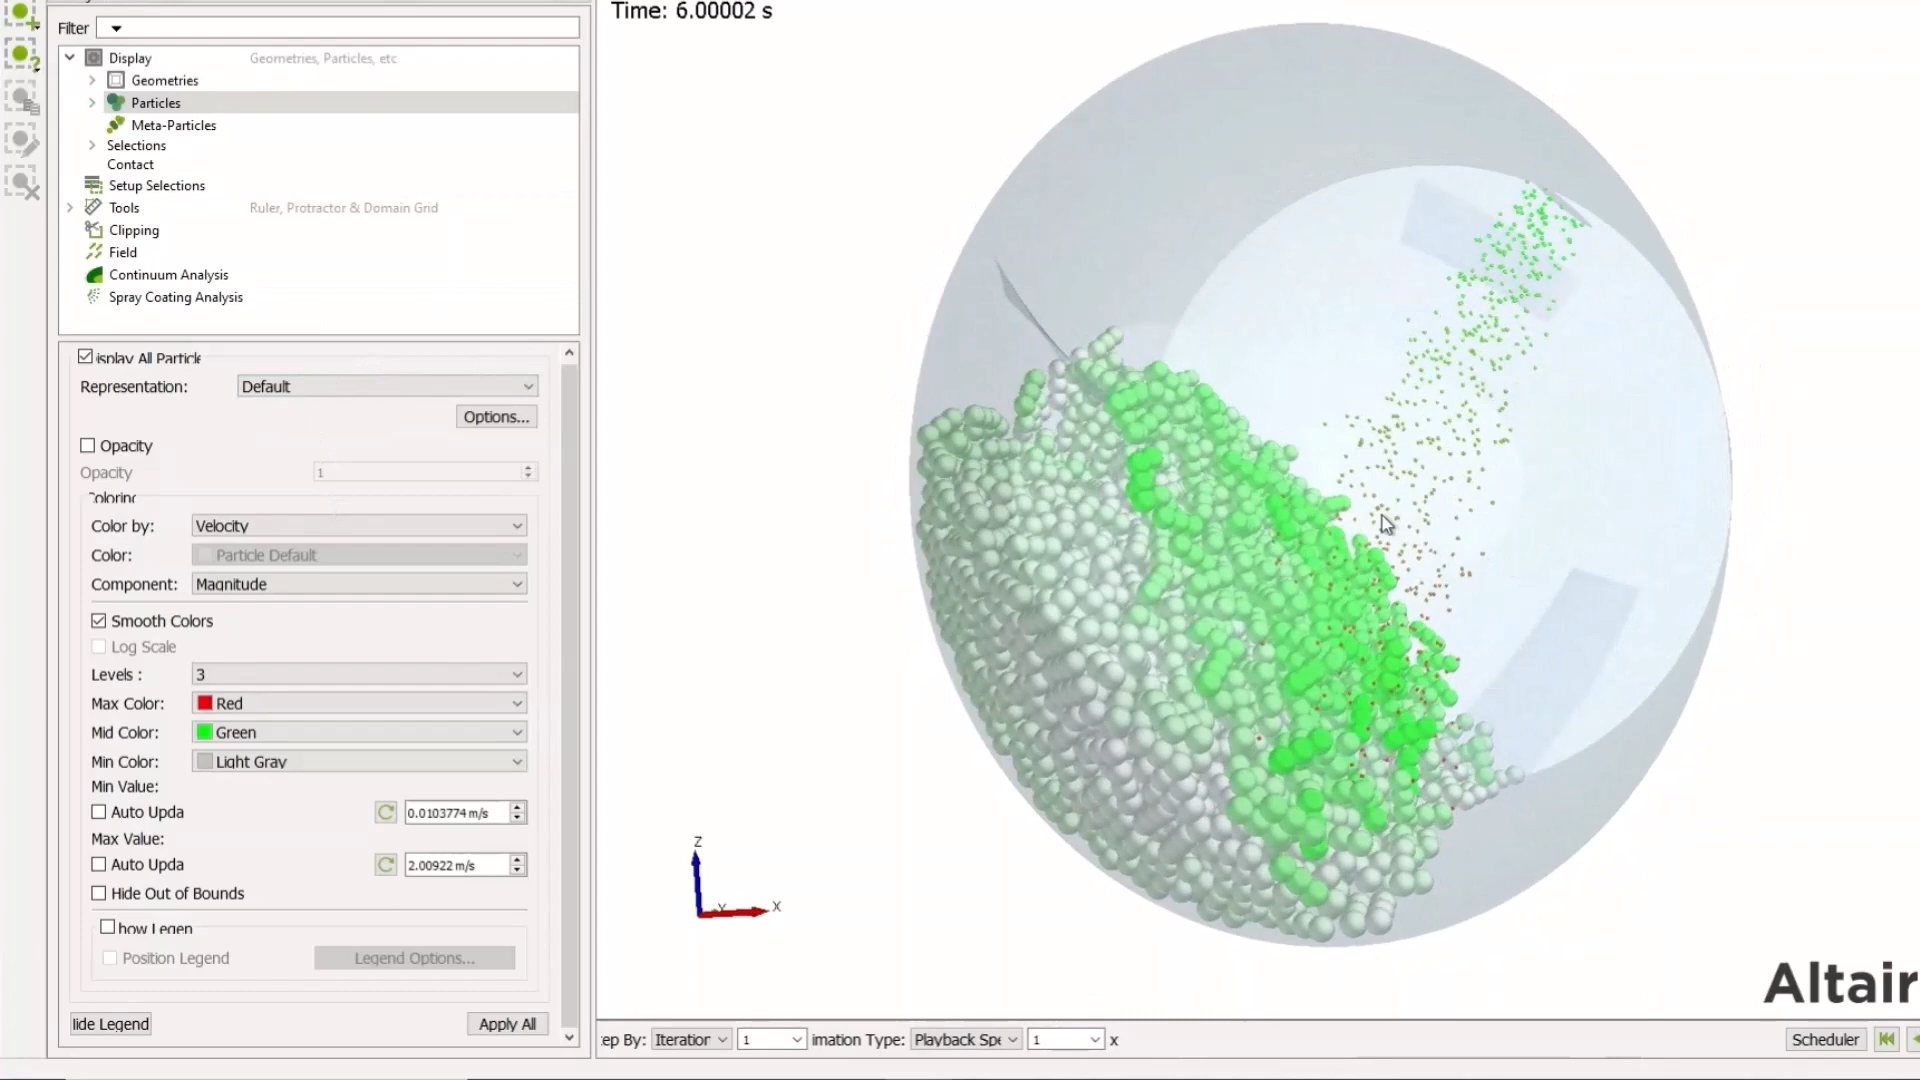 Time: 6.00002 s
Filter
Display Geometries, Particles, etc
Geometries
Particles
Meta-Particles
Selections
Contact
Setup Selections
Tools Ruler, Protractor & Domain Grid
Clipping
Field
Continuum Analysis
Spray Coating Analysis
isplay All Particle
Representation: Default
Options...
Opacity
Opacity 1
Coloring
Color by: Velocity
Color: Particle Default
Component: Magnitude
Smooth Colors
Log Scale
Levels : 3
Max Color: Red
Mid Color: Green
Min Color: Light Gray
Min Value:
Auto Upda 0.0103774 m/s
Max Value:
Auto Upda 2.00922 m/s
Hide Out of Bounds
how Legen
Position Legend Legend Options...
lide Legend Apply All
Z
Y X
Altair
ep By: Iteration 1 imation Type: Playback Spe 1 x
Scheduler